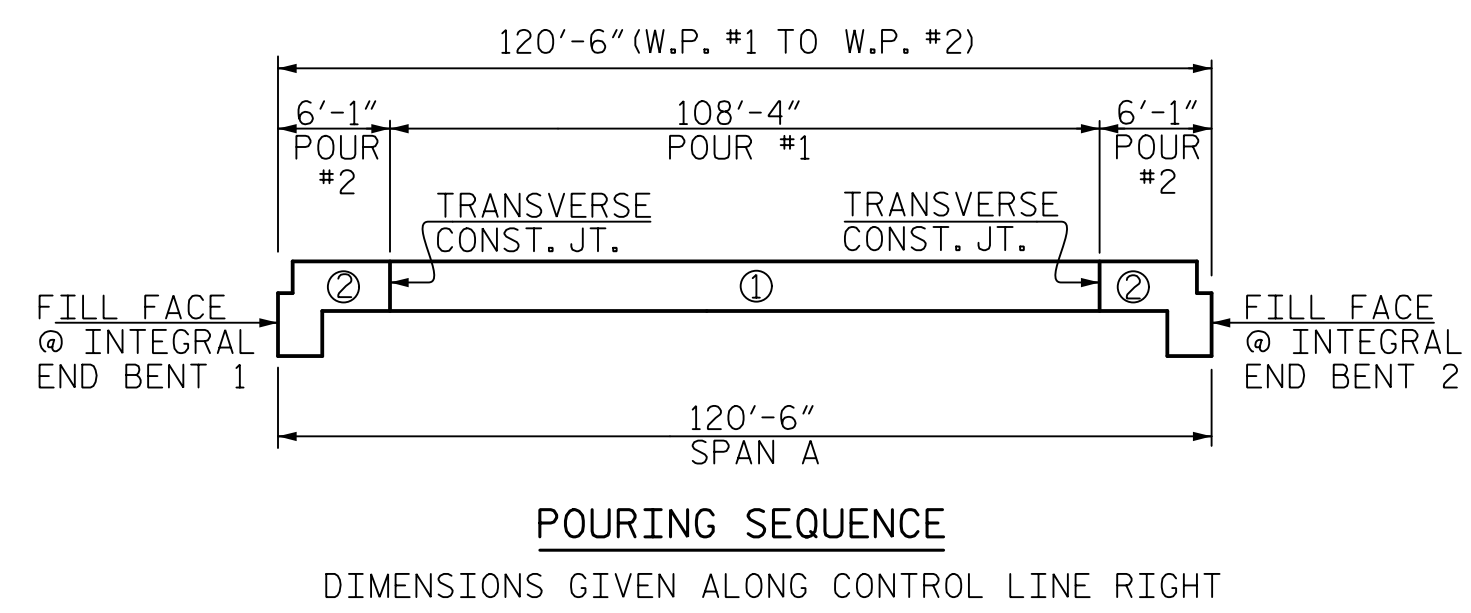 120'-6" (W.P. #1 TO W.P. #2)
6'-1"
POUR
#2
108'-4"
POUR #1
6'-1"
POUR
#2
TRANSVERSE
CONST. JT.
TRANSVERSE
CONST. JT.
2
1
2
FILL FACE
@ INTEGRAL
END BENT 1
FILL FACE
@ INTEGRAL
END BENT 2
120'-6"
SPAN A
POURING SEQUENCE
DIMENSIONS GIVEN ALONG CONTROL LINE RIGHT